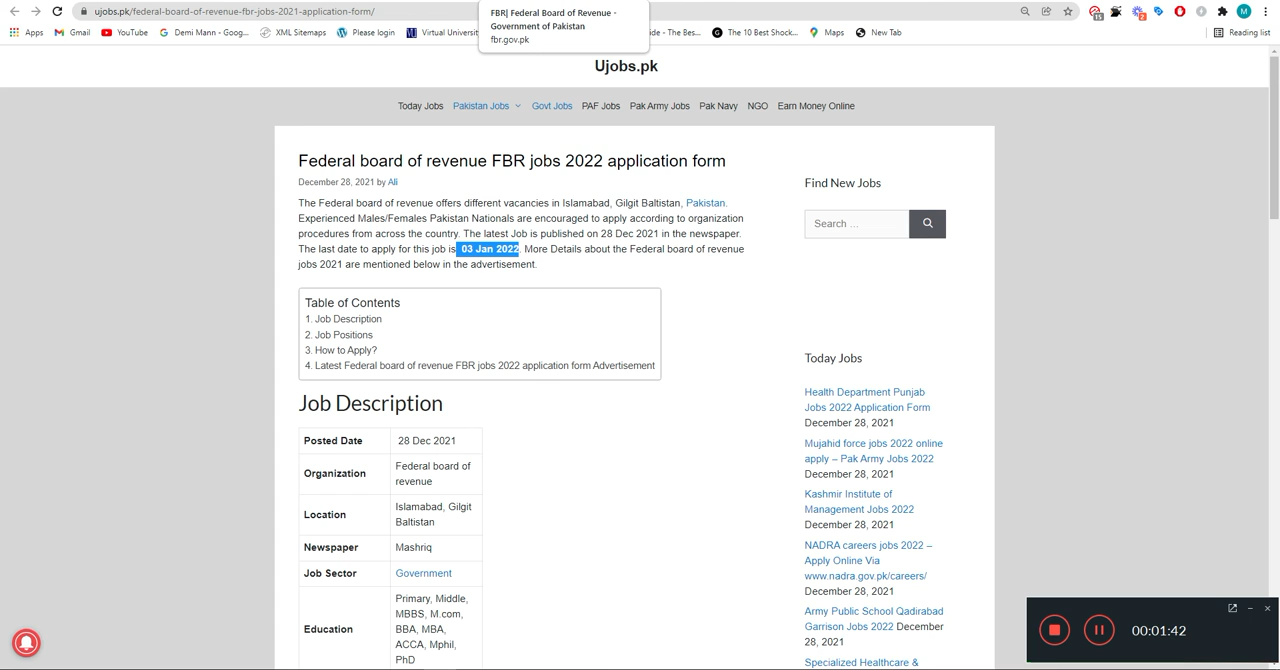 ujobs.pk/federal-board-of-revenue-fbr-jobs-2021-application-form/
FBR| Federal Board of Revenue -
Government of Pakistan
fbr.gov.pk
15
2
M
Apps
Gmail
YouTube
Demi Mann - Goog...
XML Sitemaps
Please login
Virtual Universit
ide - The Bes...
The 10 Best Shock...
Maps
New Tab
Reading list
Ujobs.pk
Today Jobs
Pakistan Jobs
Govt Jobs
PAF Jobs
Pak Army Jobs
Pak Navy
NGO
Earn Money Online
Federal board of revenue FBR jobs 2022 application form
December 28, 2021 by Ali
The Federal board of revenue offers different vacancies in Islamabad, Gilgit Baltistan, Pakistan.
Experienced Males/Females Pakistan Nationals are encouraged to apply according to organization
procedures from across the country. The latest Job is published on 28 Dec 2021 in the newspaper.
The last date to apply for this job is 03 Jan 2022. More Details about the Federal board of revenue
jobs 2021 are mentioned below in the advertisement.
Table of Contents
1. Job Description
2. Job Positions
3. How to Apply?
4. Latest Federal board of revenue FBR jobs 2022 application form Advertisement
Job Description
Posted Date
28 Dec 2021
Organization
Federal board of
revenue
Location
Islamabad, Gilgit
Baltistan
Newspaper
Mashriq
Job Sector
Government
Education
Primary, Middle,
MBBS, M.com,
BBA, MBA,
ACCA, Mphil,
PhD
Find New Jobs
Search ...
Today Jobs
Health Department Punjab
Jobs 2022 Application Form
December 28, 2021
Mujahid force jobs 2022 online
apply – Pak Army Jobs 2022
December 28, 2021
Kashmir Institute of
Management Jobs 2022
December 28, 2021
NADRA careers jobs 2022 –
Apply Online Via
www.nadra.gov.pk/careers/
December 28, 2021
Army Public School Qadirabad
Garrison Jobs 2022 December
28, 2021
Specialized Healthcare &
00:01:42